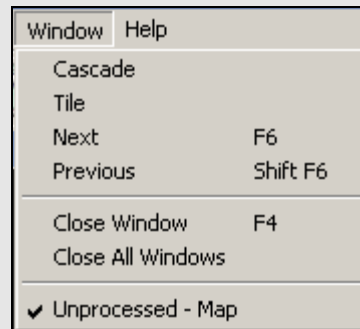 Window Help
Cascade
Tile
Next F6
Previous Shift F6
Close Window F4
Close All Windows
✔ Unprocessed - Map